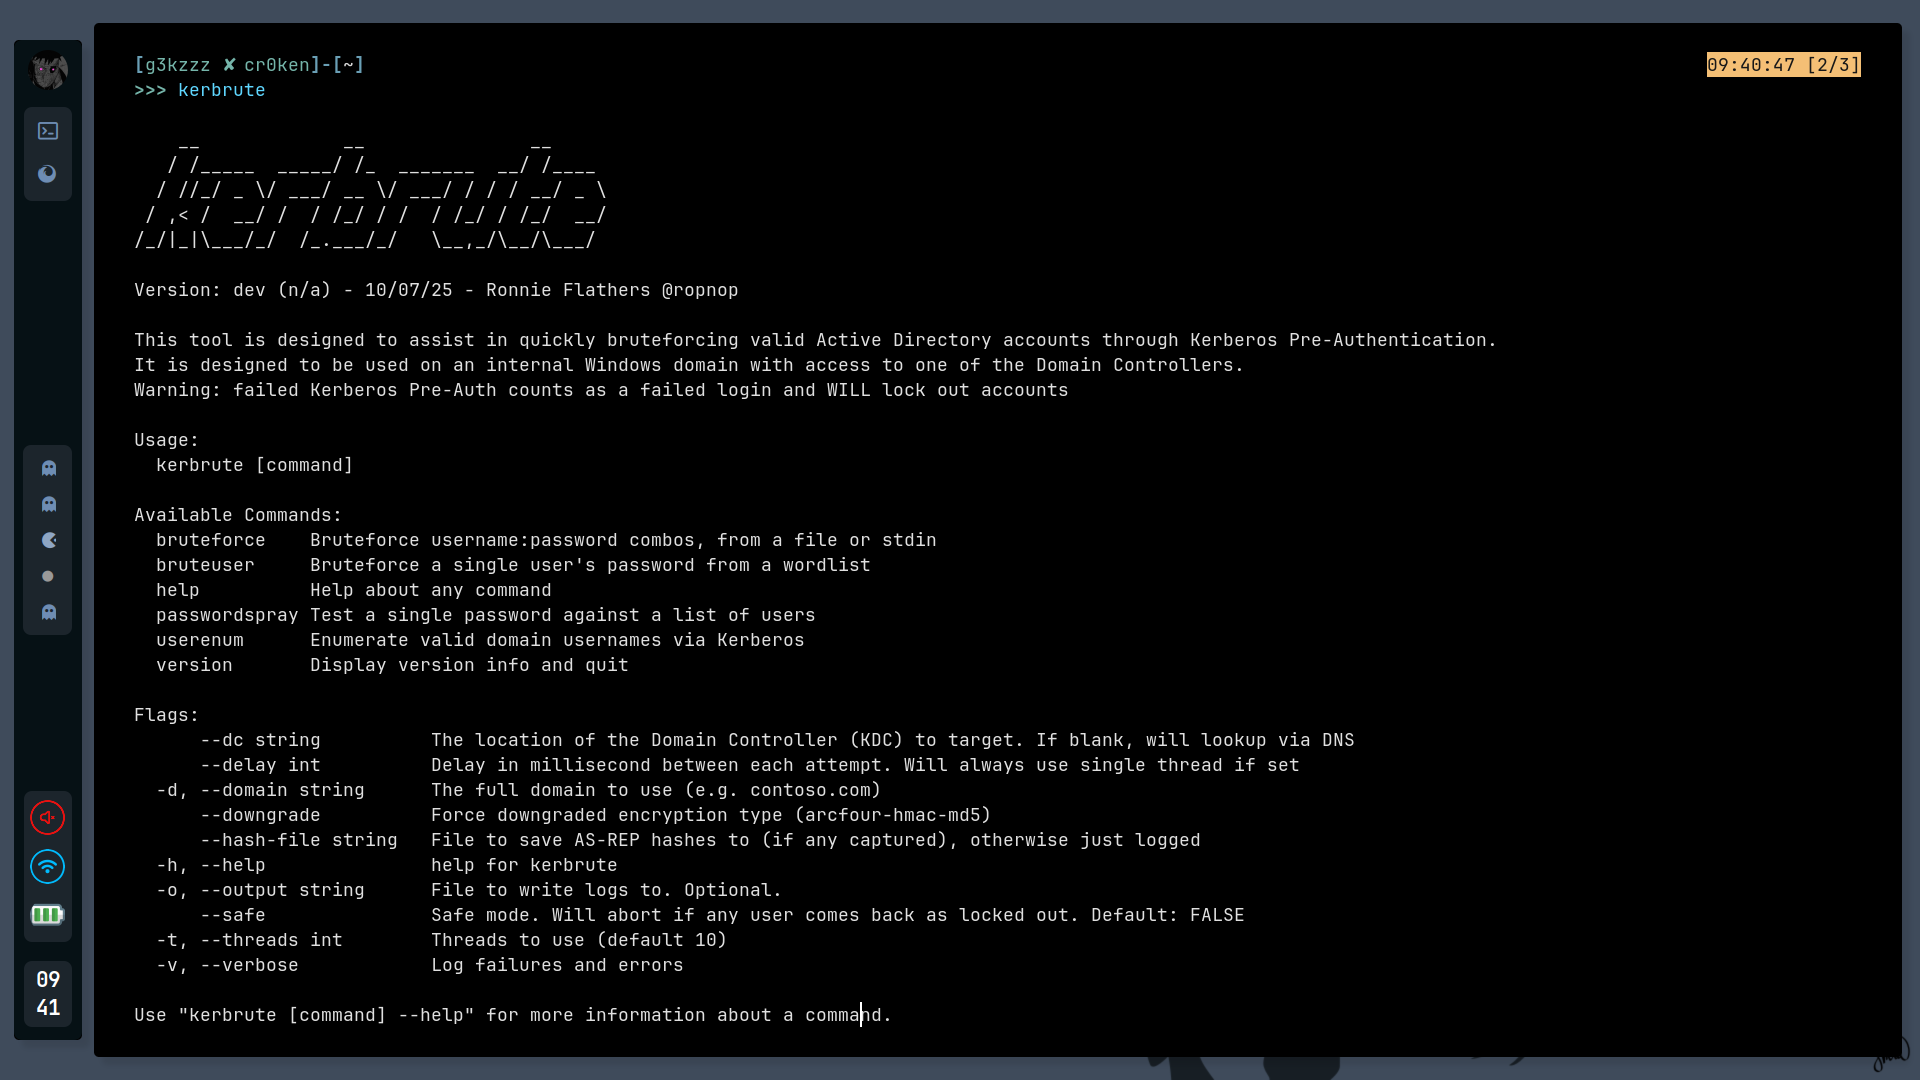 [g3kzzz ✘ cr0ken]-[~]
09:40:47 [2/3]
>>> kerbrute
       __             __               __
      / /_____  _____/ /_  _______  __/ /____
     / //_/ _ \/ ___/ __ \/ ___/ / / / __/ _ \
    / ,< /  __/ /  / /_/ / /  / /_/ / /_/  __/
   /_/|_|\___/_/  /_.___/_/   \__,_/\__/\___/
Version: dev (n/a) - 10/07/25 - Ronnie Flathers @ropnop
This tool is designed to assist in quickly bruteforcing valid Active Directory accounts through Kerberos Pre-Authentication.
It is designed to be used on an internal Windows domain with access to one of the Domain Controllers.
Warning: failed Kerberos Pre-Auth counts as a failed login and WILL lock out accounts
Usage:
  kerbrute [command]
Available Commands:
  bruteforce    Bruteforce username:password combos, from a file or stdin
  bruteuser     Bruteforce a single user's password from a wordlist
  help          Help about any command
  passwordspray Test a single password against a list of users
  userenum      Enumerate valid domain usernames via Kerberos
  version       Display version info and quit
Flags:
      --dc string          The location of the Domain Controller (KDC) to target. If blank, will lookup via DNS
      --delay int          Delay in millisecond between each attempt. Will always use single thread if set
  -d, --domain string      The full domain to use (e.g. contoso.com)
      --downgrade          Force downgraded encryption type (arcfour-hmac-md5)
      --hash-file string   File to save AS-REP hashes to (if any captured), otherwise just logged
  -h, --help               help for kerbrute
  -o, --output string      File to write logs to. Optional.
      --safe               Safe mode. Will abort if any user comes back as locked out. Default: FALSE
  -t, --threads int        Threads to use (default 10)
  -v, --verbose            Log failures and errors
Use "kerbrute [command] --help" for more information about a command.
09
41